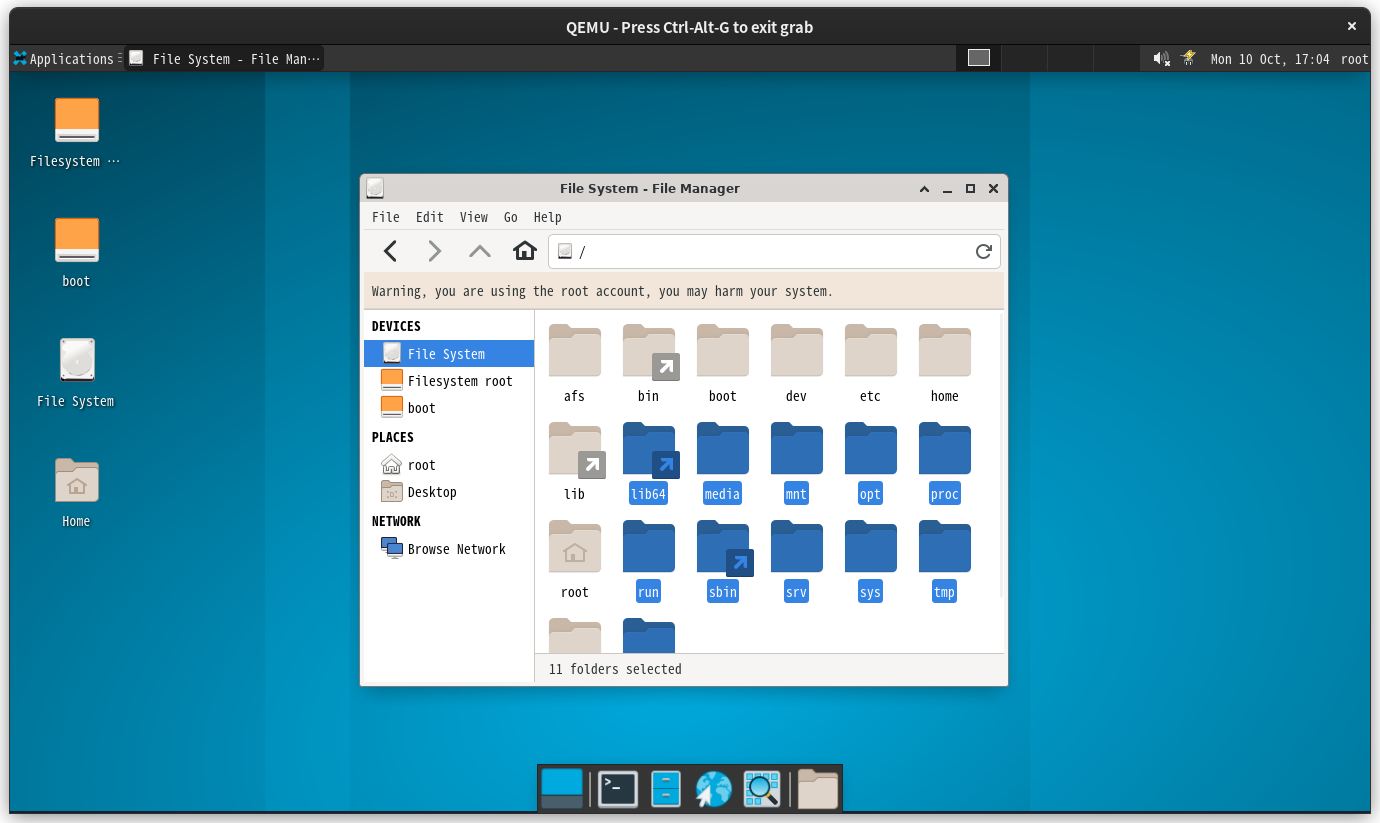 QEMU - Press Ctrl-Alt-G to exit grab
Applications
File System - File Man···
Mon 10 Oct, 17:04
root
Filesystem ···
boot
File System
Home
File System - File Manager
File Edit View Go Help
/
Warning, you are using the root account, you may harm your system.
DEVICES
File System
Filesystem root
boot
PLACES
root
Desktop
NETWORK
Browse Network
afs bin boot dev etc home
lib lib64 media mnt opt proc
root run sbin srv sys tmp
11 folders selected